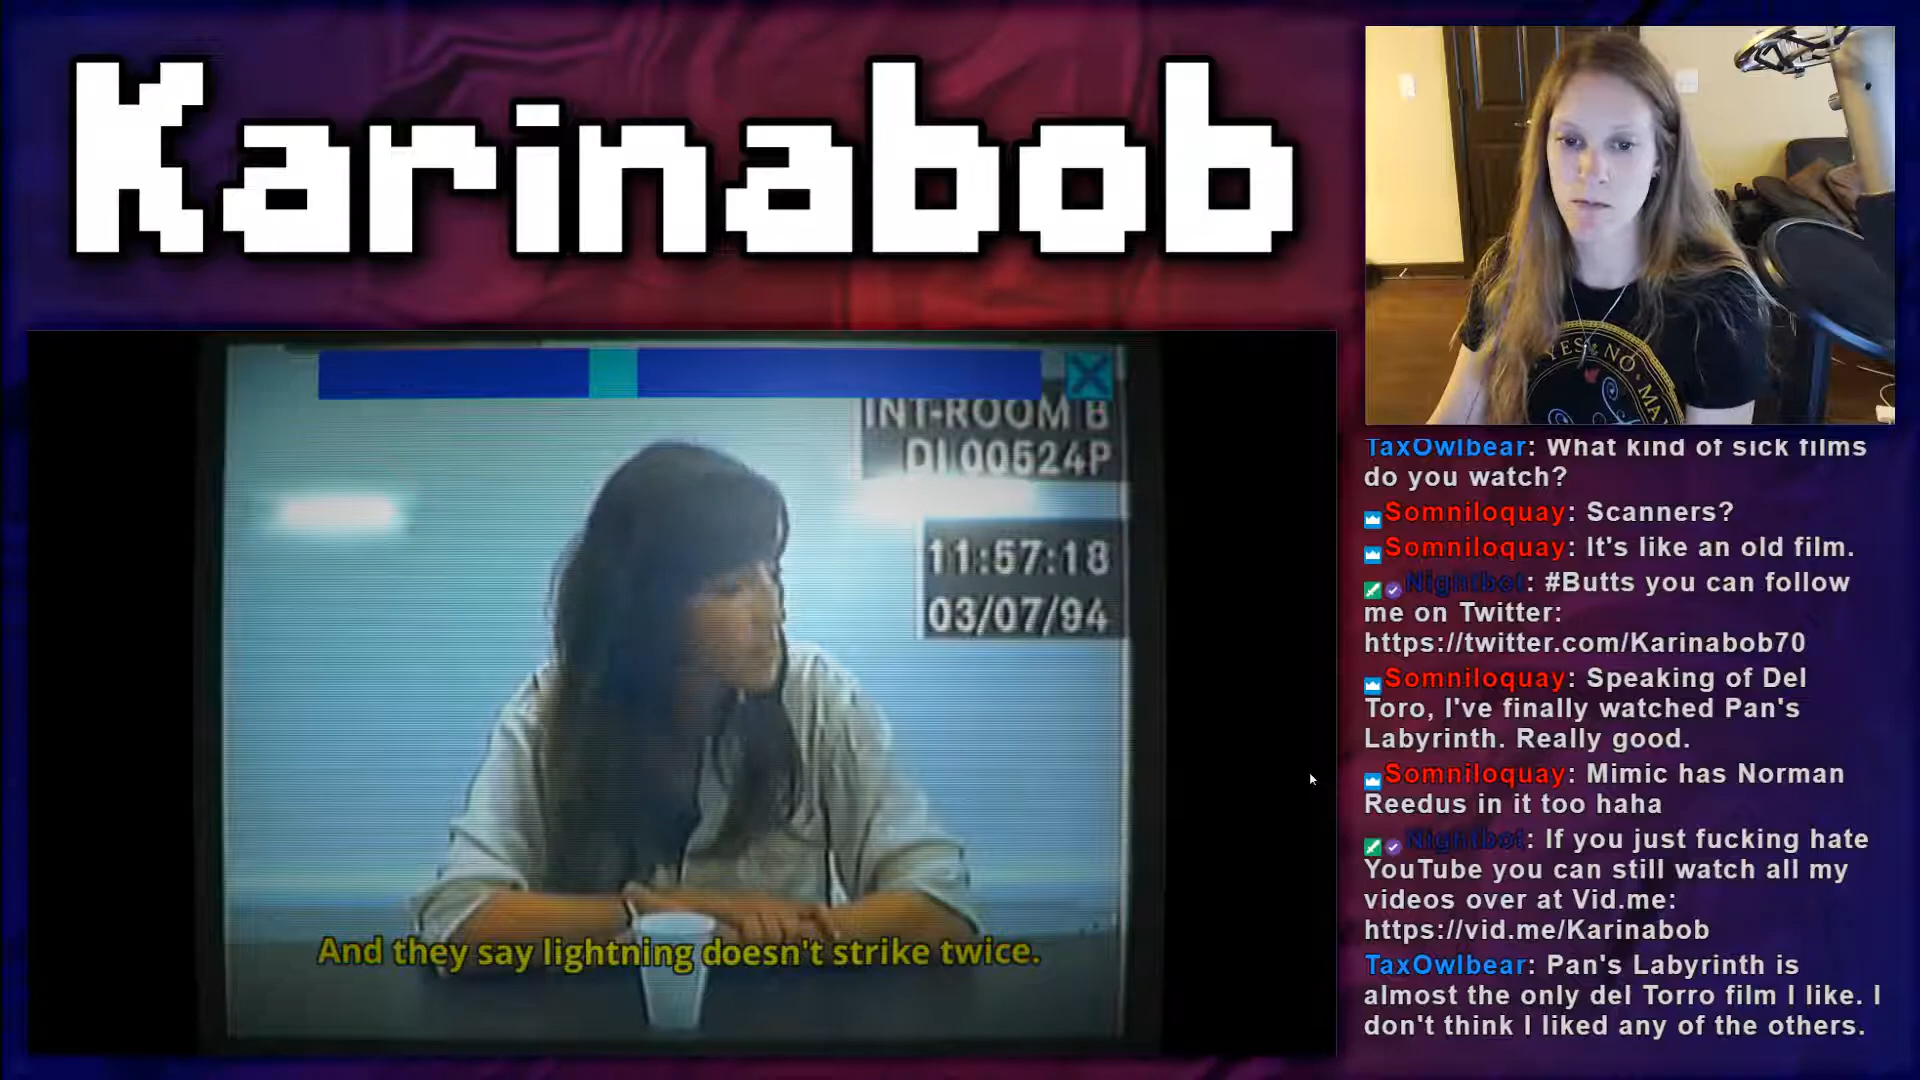 Karinabob
INT-ROOM B
DI 00524P
11:57:18
03/07/94
And they say lightning doesn't strike twice.
YES & NO • MA
TaxOwlbear: What kind of sick films
do you watch?
Somniloquay: Scanners?
Somniloquay: It's like an old film.
Nightbot: #Butts you can follow
me on Twitter:
https://twitter.com/Karinabob70
Somniloquay: Speaking of Del
Toro, I've finally watched Pan's
Labyrinth. Really good.
Somniloquay: Mimic has Norman
Reedus in it too haha
Nightbot: If you just fucking hate
YouTube you can still watch all my
videos over at Vid.me:
https://vid.me/Karinabob
TaxOwlbear: Pan's Labyrinth is
almost the only del Torro film I like. I
don't think I liked any of the others.